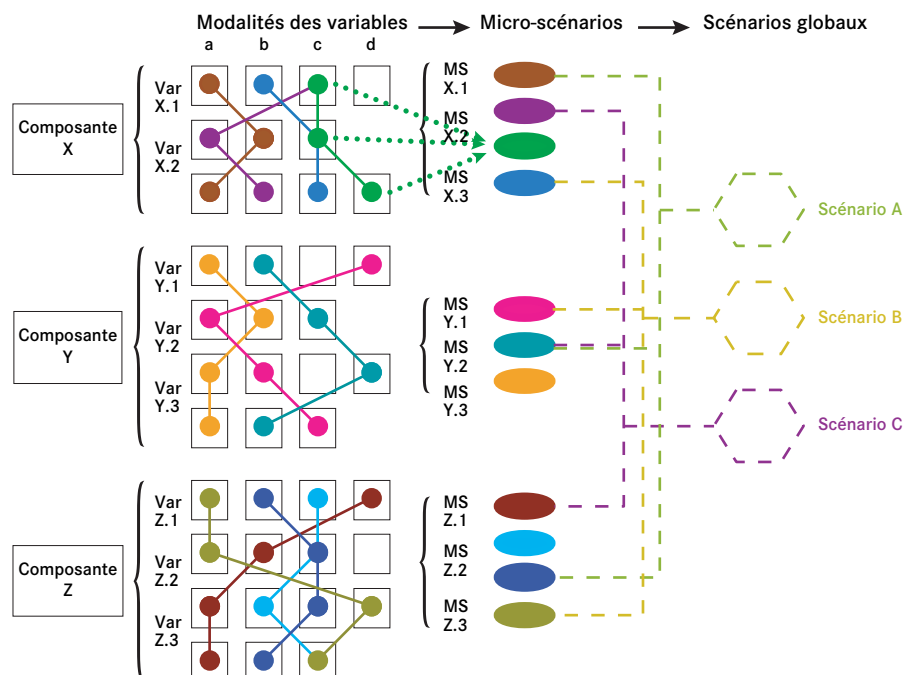 Modalités des variables
Micro-scénarios
Scénarios globaux
a b c d
Composante
X
Var
X.1
Var
X.2
MS
X.1
MS
X.2
MS
X.3
Scénario A
Composante
Y
Var
Y.1
Var
Y.2
Var
Y.3
MS
Y.1
MS
Y.2
MS
Y.3
Scénario B
Scénario C
Composante
Z
Var
Z.1
Var
Z.2
Var
Z.3
MS
Z.1
MS
Z.2
MS
Z.3